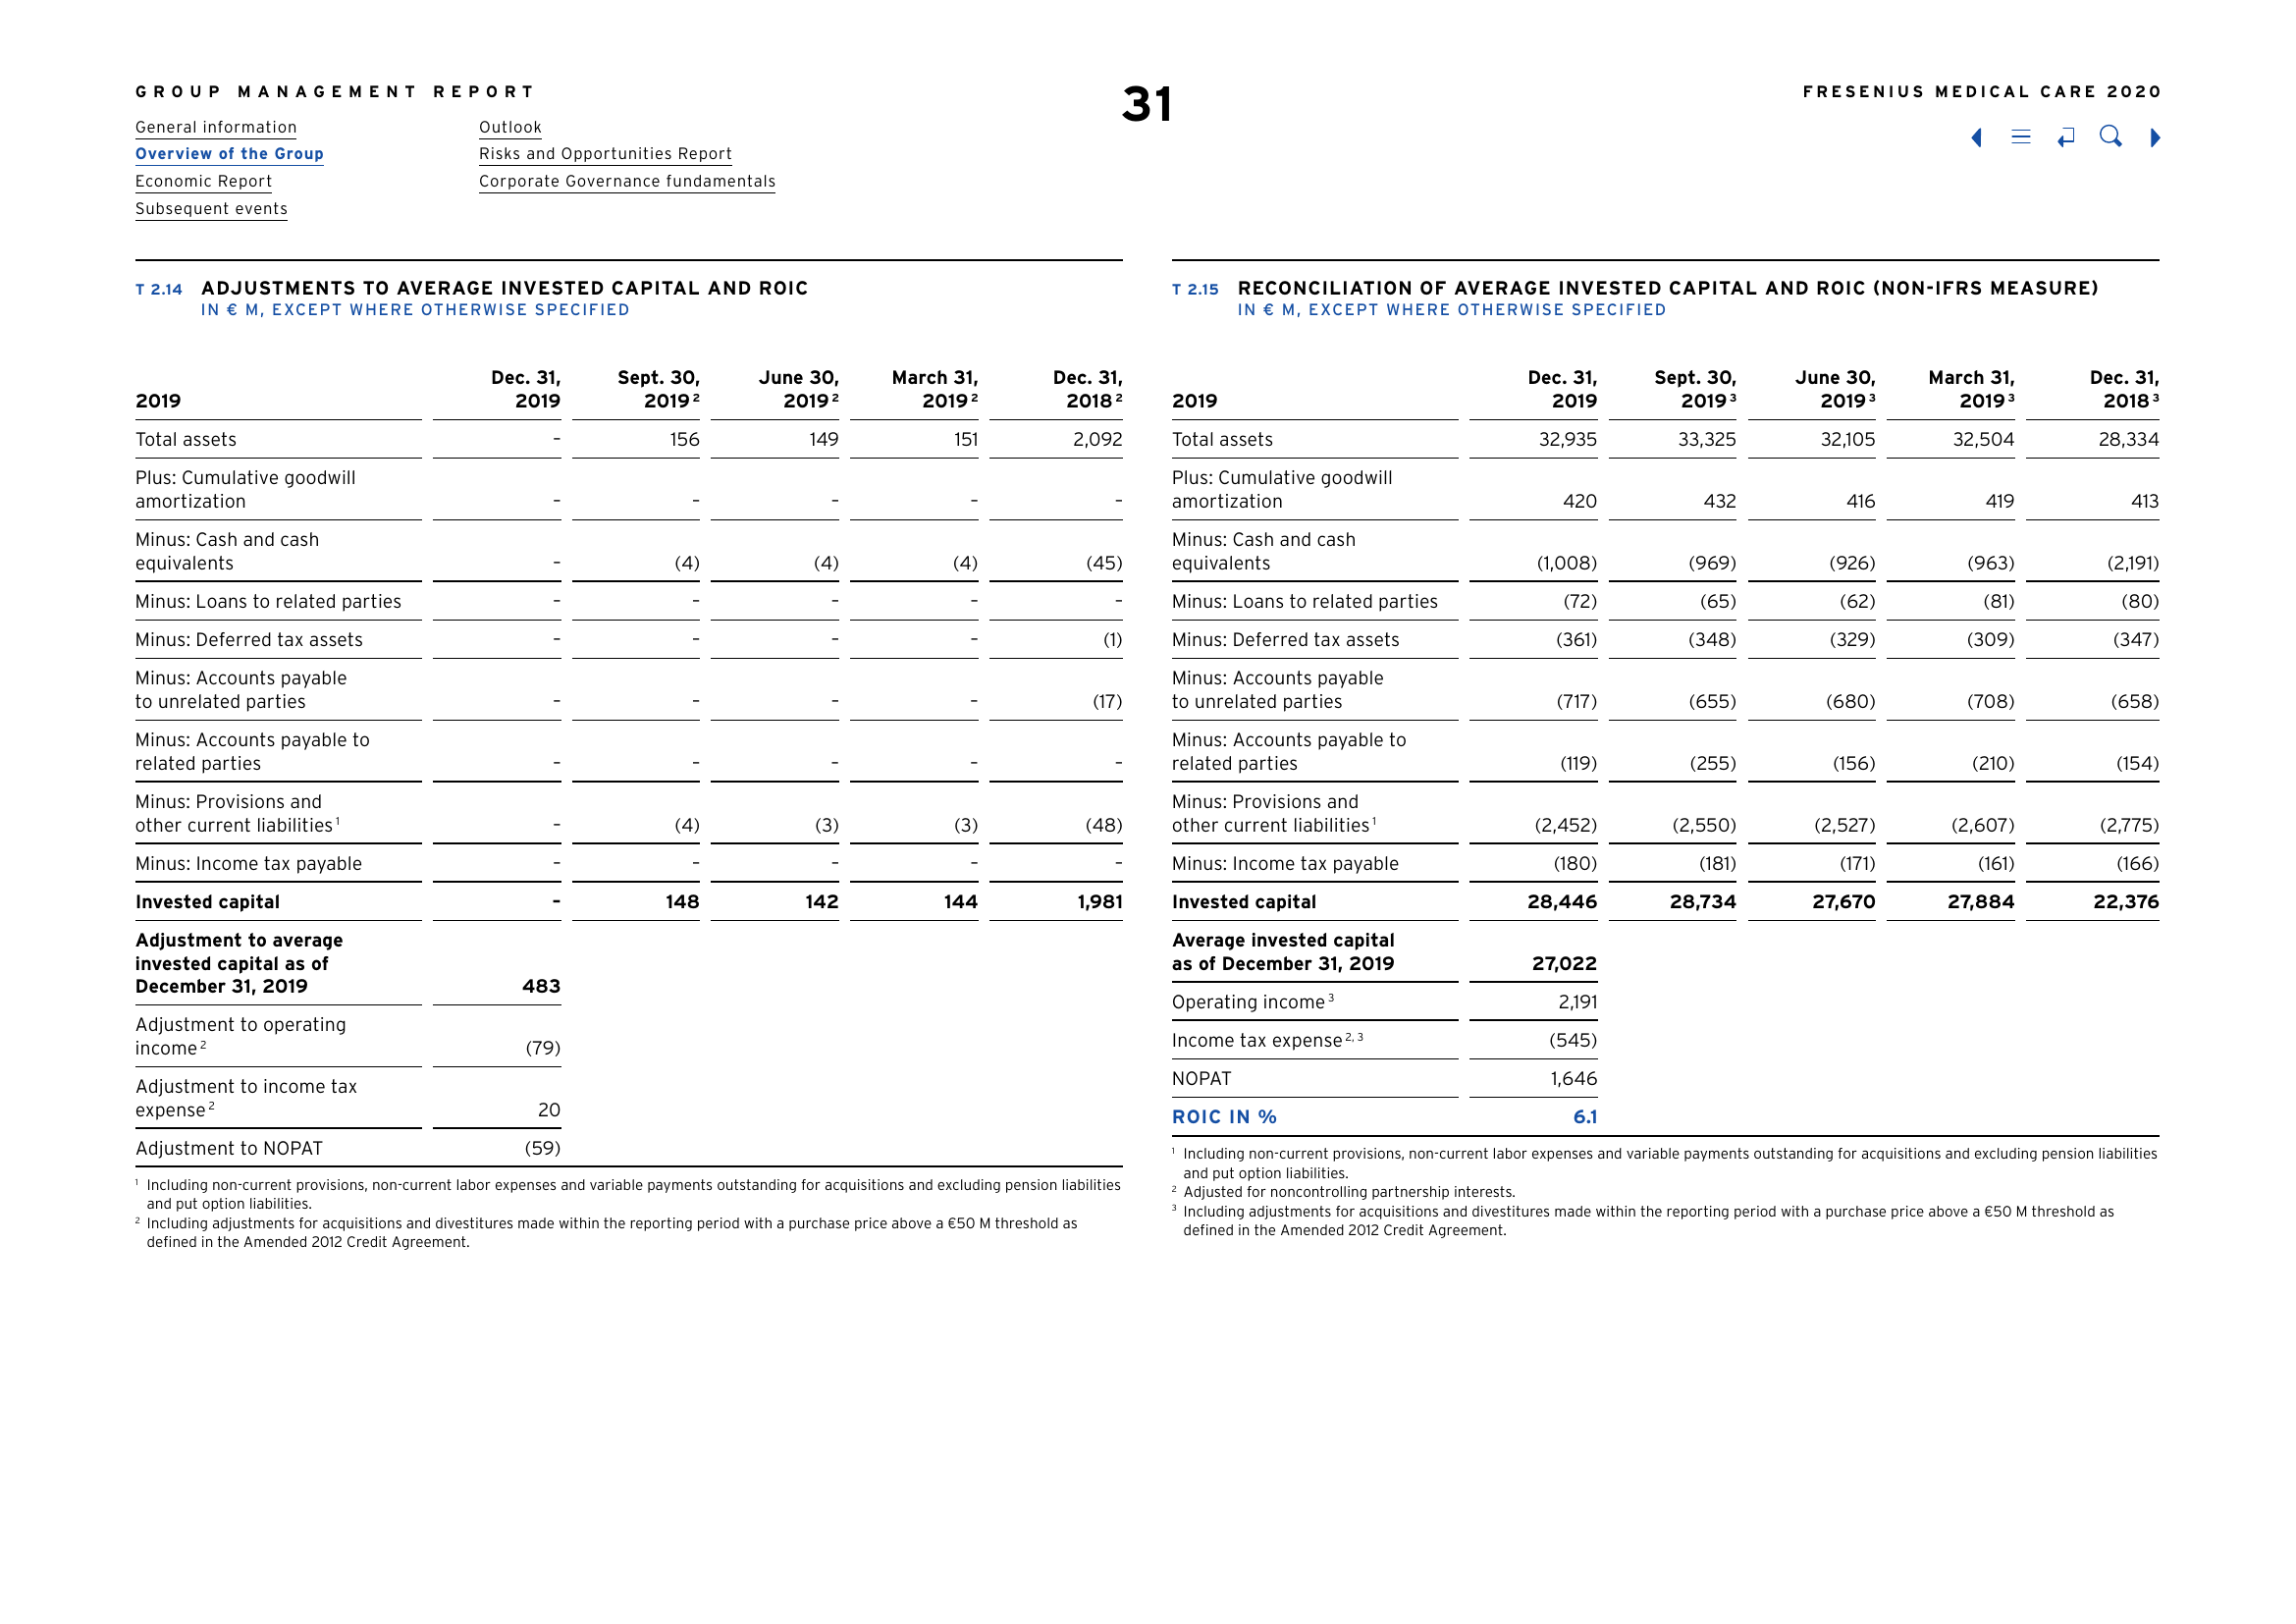 GROUP MANAGEMENT REPORT
General information
Overview of the Group
Economic Report
Subsequent events
Outlook
Risks and Opportunities Report
Corporate Governance fundamentals
31
FRESENIUS MEDICAL CARE 2020
T 2.14 ADJUSTMENTS TO AVERAGE INVESTED CAPITAL AND ROIC
IN € M, EXCEPT WHERE OTHERWISE SPECIFIED
Dec. 31, Sept. 30, June 30, March 31, Dec. 31,
2019 2019 2019 ² 2019 ² 2019 ² 2018 ²
Total assets – 156 149 151 2,092
Plus: Cumulative goodwill
amortization – – – – –
Minus: Cash and cash
equivalents – (4) (4) (4) (45)
Minus: Loans to related parties – – – – –
Minus: Deferred tax assets – – – – (1)
Minus: Accounts payable
to unrelated parties – – – – (17)
Minus: Accounts payable to
related parties – – – – –
Minus: Provisions and
other current liabilities ¹ – (4) (3) (3) (48)
Minus: Income tax payable – – – – –
Invested capital – 148 142 144 1,981
Adjustment to average
invested capital as of
December 31, 2019 483
Adjustment to operating
income ² (79)
Adjustment to income tax
expense ² 20
Adjustment to NOPAT (59)
¹ Including non-current provisions, non-current labor expenses and variable payments outstanding for acquisitions and excluding pension liabilities
and put option liabilities.
² Including adjustments for acquisitions and divestitures made within the reporting period with a purchase price above a €50 M threshold as
defined in the Amended 2012 Credit Agreement.
T 2.15 RECONCILIATION OF AVERAGE INVESTED CAPITAL AND ROIC (NON-IFRS MEASURE)
IN € M, EXCEPT WHERE OTHERWISE SPECIFIED
Dec. 31, Sept. 30, June 30, March 31, Dec. 31,
2019 2019 2019 ³ 2019 ³ 2019 ³ 2018 ³
Total assets 32,935 33,325 32,105 32,504 28,334
Plus: Cumulative goodwill
amortization 420 432 416 419 413
Minus: Cash and cash
equivalents (1,008) (969) (926) (963) (2,191)
Minus: Loans to related parties (72) (65) (62) (81) (80)
Minus: Deferred tax assets (361) (348) (329) (309) (347)
Minus: Accounts payable
to unrelated parties (717) (655) (680) (708) (658)
Minus: Accounts payable to
related parties (119) (255) (156) (210) (154)
Minus: Provisions and
other current liabilities ¹ (2,452) (2,550) (2,527) (2,607) (2,775)
Minus: Income tax payable (180) (181) (171) (161) (166)
Invested capital 28,446 28,734 27,670 27,884 22,376
Average invested capital
as of December 31, 2019 27,022
Operating income ³ 2,191
Income tax expense ², ³ (545)
NOPAT 1,646
ROIC IN % 6.1
¹ Including non-current provisions, non-current labor expenses and variable payments outstanding for acquisitions and excluding pension liabilities
and put option liabilities.
² Adjusted for noncontrolling partnership interests.
³ Including adjustments for acquisitions and divestitures made within the reporting period with a purchase price above a €50 M threshold as
defined in the Amended 2012 Credit Agreement.